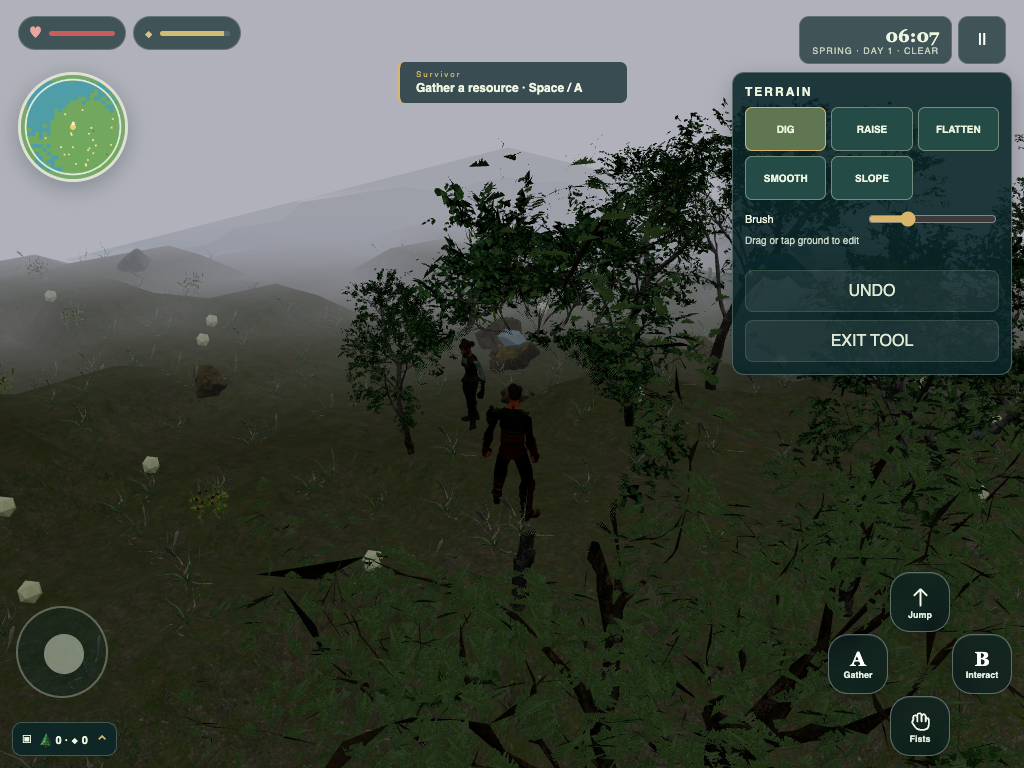 06:07
SPRING · DAY 1 · CLEAR
Survivor
Gather a resource · Space / A
TERRAIN
DIG
RAISE
FLATTEN
SMOOTH
SLOPE
Brush
Drag or tap ground to edit
UNDO
EXIT TOOL
Jump
A
Gather
B
Interact
Fists
0 · ◆ 0